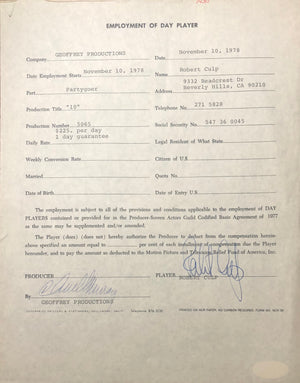 EMPLOYMENT OF DAY PLAYER
Company GEOFFREY PRODUCTIONS
Date November 10, 1978
Date Employment Starts November 10, 1978
Name Robert Culp
Part Partygoer
Address 9332 Readcrest Dr
Beverly Hills, CA 90210
Production Title "10"
Telephone No. 271 5828
Production Number 5065
Social Security No. 547 36 0045
Daily Rate $225. per day
1 day guarantee
Legal Resident of What State
Weekly Conversion Rate
Citizen of U.S.
Married
Quota No.
Date of Birth
Date of Entry U.S.
The employment is subject to all of the provisions and conditions applicable to the employment of DAY
PLAYERS contained or provided for in the Producer-Screen Actors Guild Codified Basic Agreement of 1977
as the same may be supplemented and/or amended.
The Player (does) (does not) hereby authorize the Producer to deduct from the compensation herein-
above specified an amount equal to per cent of each installment of compensation due the Player
hereunder, and to pay the amount so deducted to the Motion Picture and Television Relief Fund of America, Inc.
PRODUCER
PLAYER
ROBERT CULP
By
GEOFFREY PRODUCTIONS